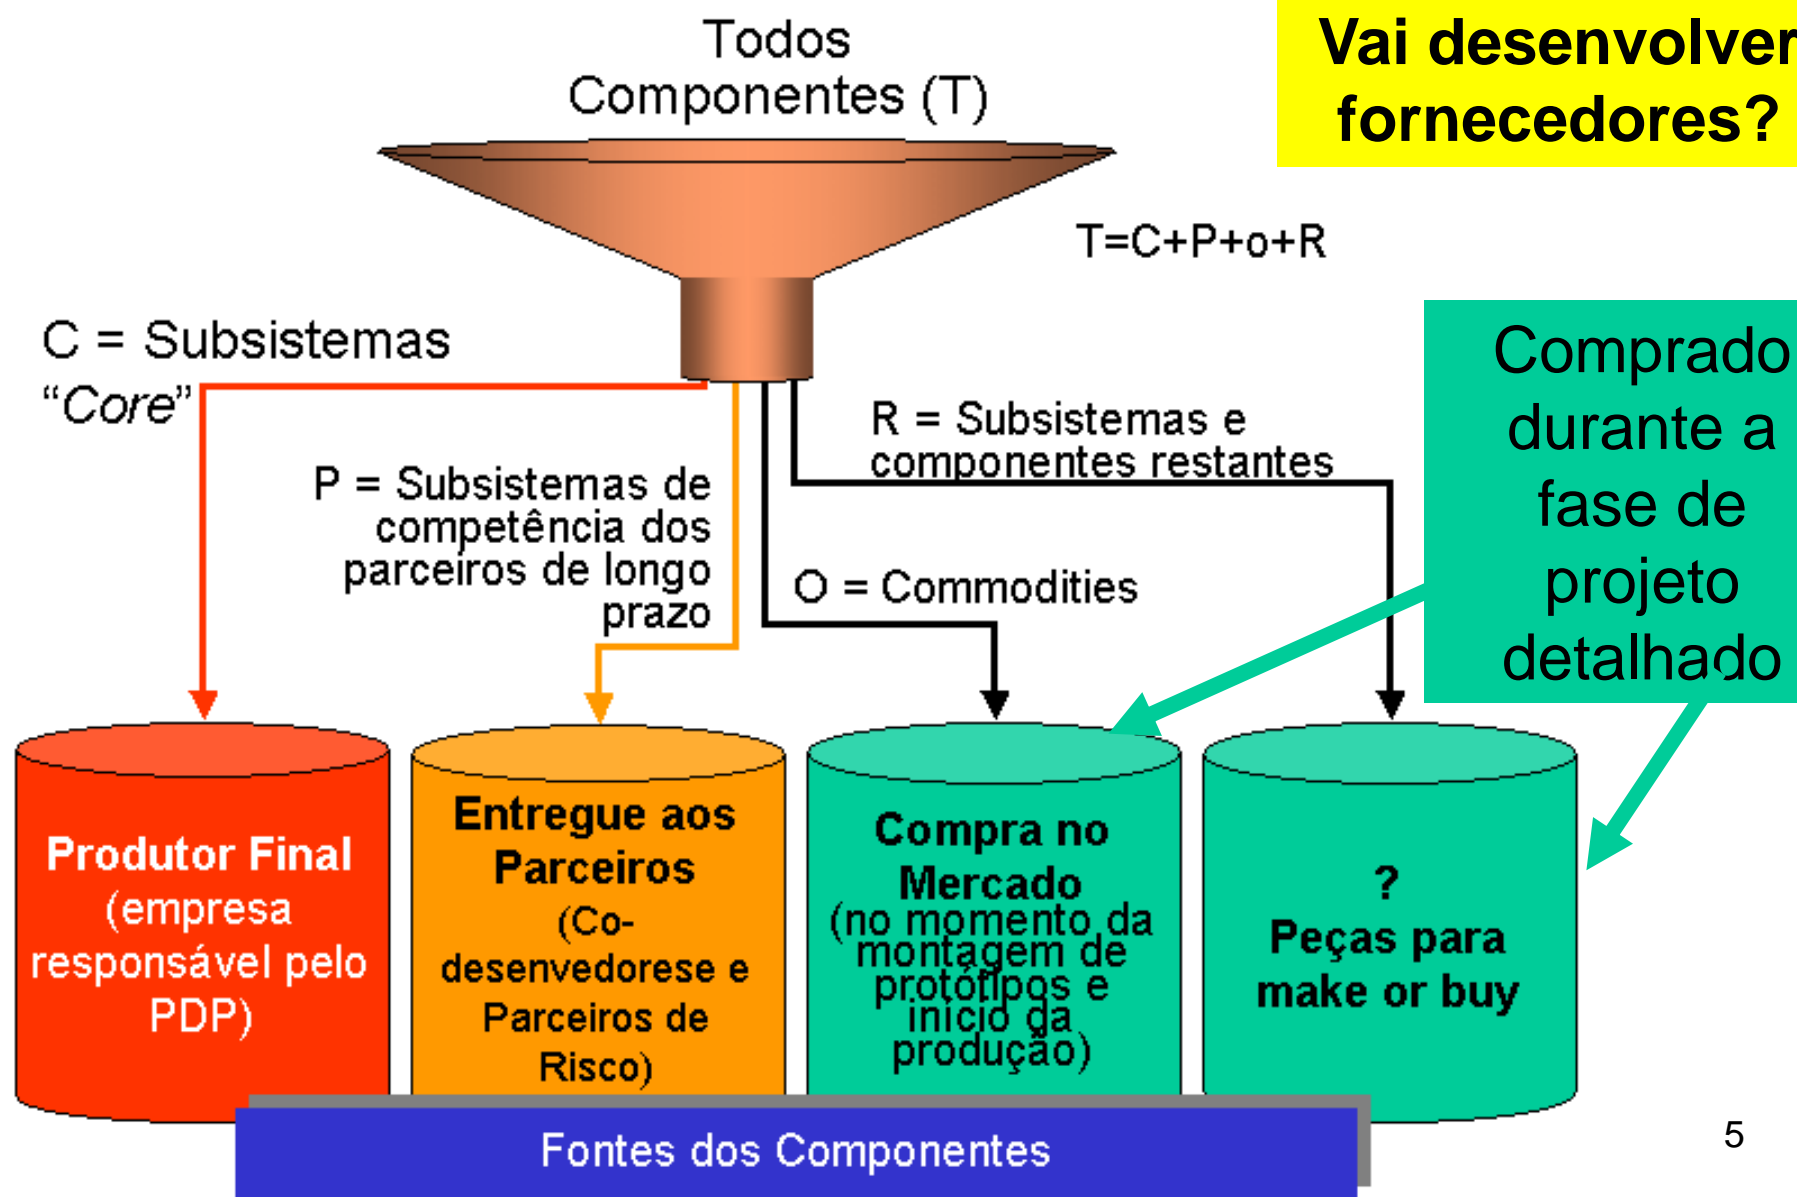 Todos
Componentes (T)
Vai desenvolver
fornecedores?
T=C+P+o+R
C = Subsistemas
“Core”
P = Subsistemas de
competência dos
parceiros de longo
prazo
O = Commodities
R = Subsistemas e
componentes restantes
Comprado
durante a
fase de
projeto
detalhado
Produtor Final
(empresa
responsável pelo
PDP)
Entregue aos
Parceiros
(Co-
desenvedorese e
Parceiros de
Risco)
Compra no
Mercado
(no momento da
montagem de
protótipos e
início da
produção)
?
Peças para
make or buy
Fontes dos Componentes
5